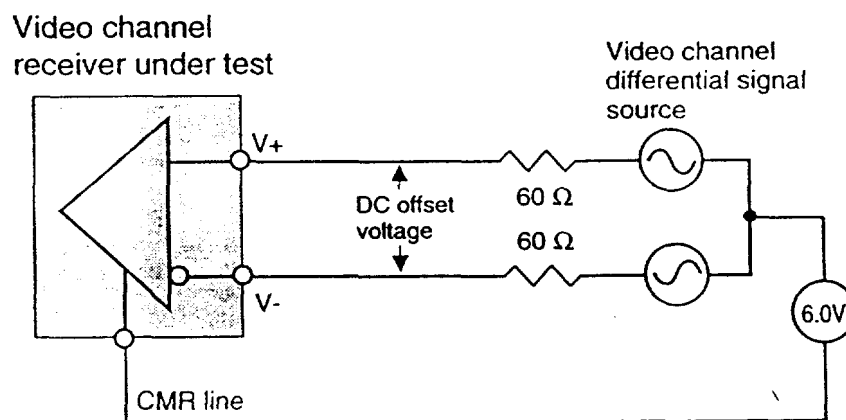 Video channel
receiver under test
Video channel
differential signal
source
V+
DC offset
voltage
60 Ω
60 Ω
V-
6.0V
CMR line